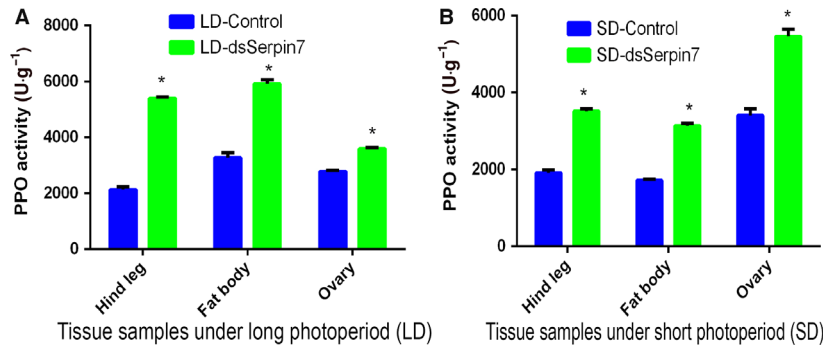 A
LD-Control
LD-dsSerpin7
PPO activity (U·g⁻¹)
8000
6000
4000
2000
0
*
*
*
Hind leg
Fat body
Ovary
Tissue samples under long photoperiod (LD)
B
SD-Control
SD-dsSerpin7
PPO activity (U·g⁻¹)
6000
4000
2000
0
*
*
*
Hind leg
Fat body
Ovary
Tissue samples under short photoperiod (SD)